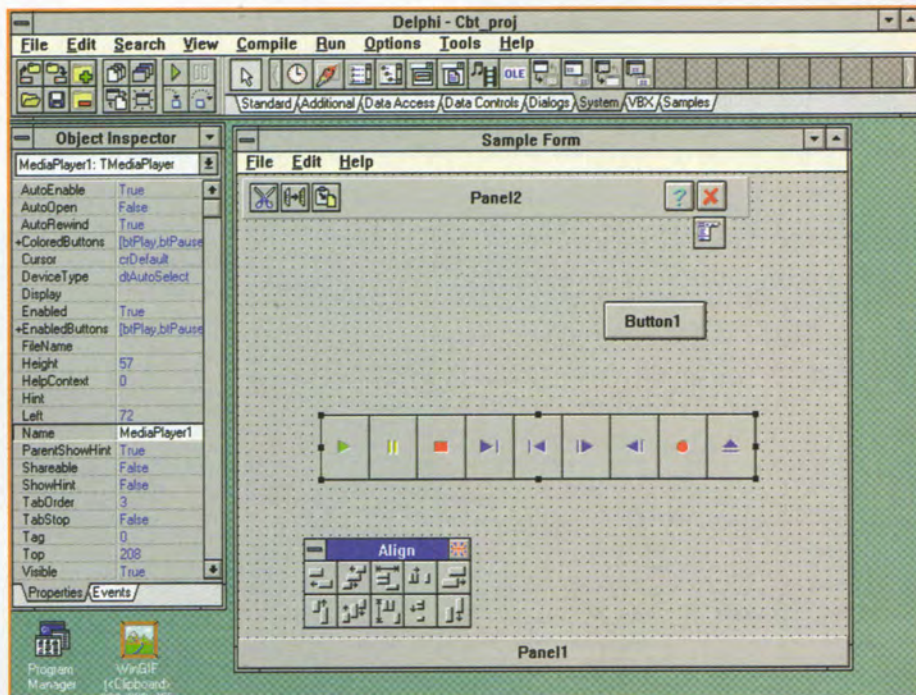 Delphi - Cbt_proj
File Edit Search View Compile Run Options Tools Help
OLE
Standard Additional Data Access Data Controls Dialogs System VBX Samples
Object Inspector
MediaPlayer1: TMediaPlayer
AutoEnable True
AutoOpen False
AutoRewind True
+ColoredButtons [btPlay,btPause
Cursor crDefault
DeviceType dtAutoSelect
Display
Enabled True
+EnabledButtons [btPlay,btPause
FileName
Height 57
HelpContext 0
Hint
Left 72
Name MediaPlayer1
ParentShowHint True
Shareable False
ShowHint False
TabOrder 3
TabStop False
Tag 0
Top 208
Visible True
Properties Events
Sample Form
File Edit Help
Panel2
?
Button1
Align
Panel1
Program
Manager
WinGIF
(<Clipboard>